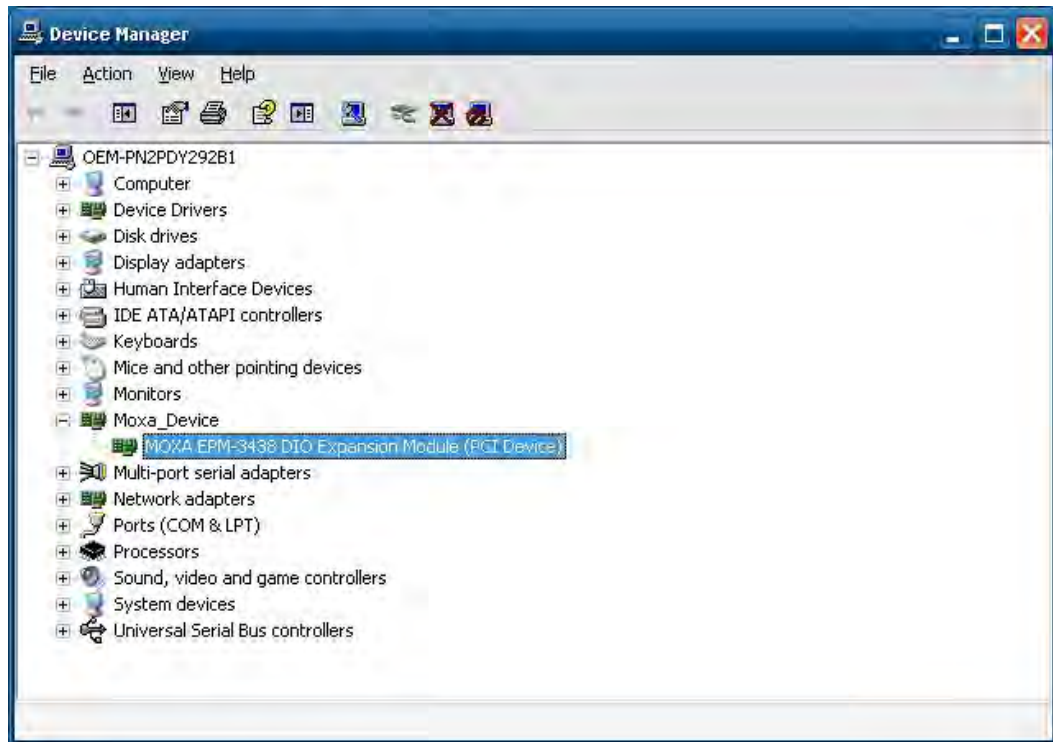 Device Manager
File Action View Help
OEM-PN2PDY292B1
Computer
Device Drivers
Disk drives
Display adapters
Human Interface Devices
IDE ATA/ATAPI controllers
Keyboards
Mice and other pointing devices
Monitors
Moxa_Device
MOXA EPM-3438 DIO Expansion Module (PCI Device)
Multi-port serial adapters
Network adapters
Ports (COM & LPT)
Processors
Sound, video and game controllers
System devices
Universal Serial Bus controllers